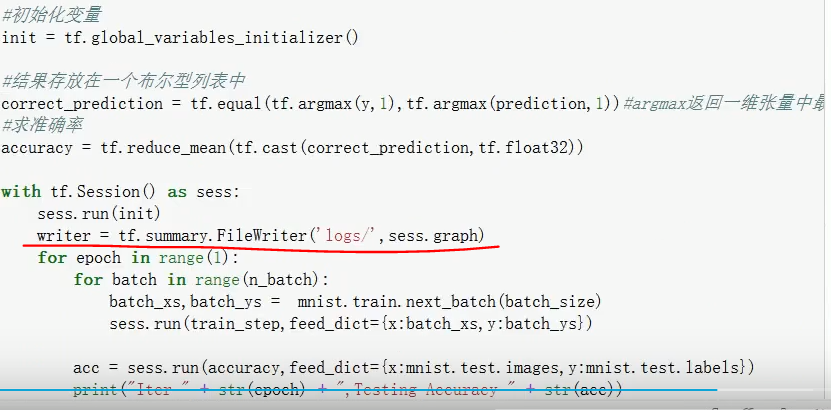 #初始化变量
init = tf.global_variables_initializer()
#结果存放在一个布尔型列表中
correct_prediction = tf.equal(tf.argmax(y,1),tf.argmax(prediction,1))#argmax返回一维张量中最
#求准确率
accuracy = tf.reduce_mean(tf.cast(correct_prediction,tf.float32))
with tf.Session() as sess:
sess.run(init)
writer = tf.summary.FileWriter('logs/',sess.graph)
for epoch in range(1):
for batch in range(n_batch):
batch_xs,batch_ys = mnist.train.next_batch(batch_size)
sess.run(train_step,feed_dict={x:batch_xs,y:batch_ys})
acc = sess.run(accuracy,feed_dict={x:mnist.test.images,y:mnist.test.labels})
print("Iter " + str(epoch) + ",Testing Accuracy " + str(acc))